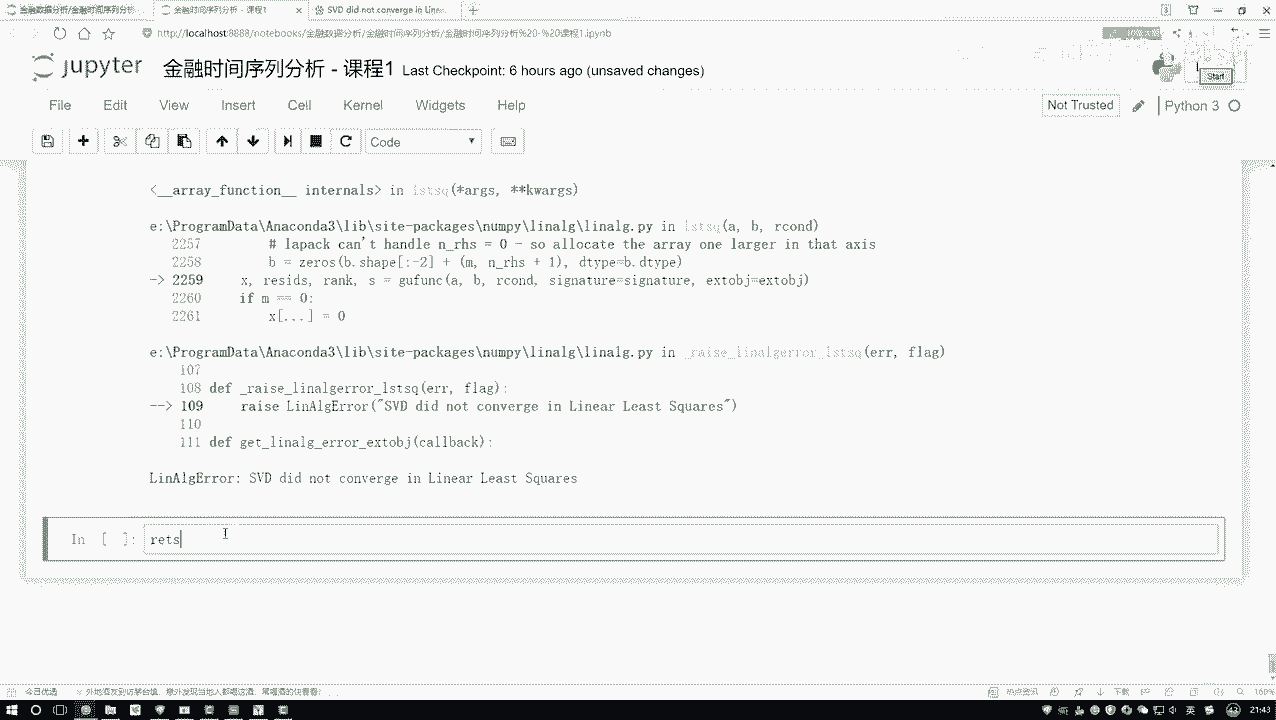 金融数据分析/金融时间序列分析
金融时间序列分析 - 课程1
SVD did not converge in Line
http://localhost:8888/notebooks/金融数据分析/金融时间序列分析/金融时间序列分析%20-%20课程1.ipynb
jupyter 金融时间序列分析 - 课程1 Last Checkpoint: 6 hours ago (unsaved changes)
Start
File Edit View Insert Cell Kernel Widgets Help
Not Trusted Python 3
Code
<__array_function__ internals> in lstsq(*args, **kwargs)
e:\ProgramData\Anaconda3\lib\site-packages\numpy\linalg\linalg.py in lstsq(a, b, rcond)
2257 # lapack can't handle n_rhs = 0 - so allocate the array one larger in that axis
2258 b = zeros(b.shape[:-2] + (m, n_rhs + 1), dtype=b.dtype)
-> 2259 x, resids, rank, s = gufunc(a, b, rcond, signature=signature, extobj=extobj)
2260 if m == 0:
2261 x[...] = 0
e:\ProgramData\Anaconda3\lib\site-packages\numpy\linalg\linalg.py in _raise_linalgerror_lstsq(err, flag)
107
108 def _raise_linalgerror_lstsq(err, flag):
--> 109 raise LinAlgError("SVD did not converge in Linear Least Squares")
110
111 def get_linalg_error_extobj(callback):
LinAlgError: SVD did not converge in Linear Least Squares
In [ ]: rets
今日优选
热点资讯 下载 160%
英 21:43